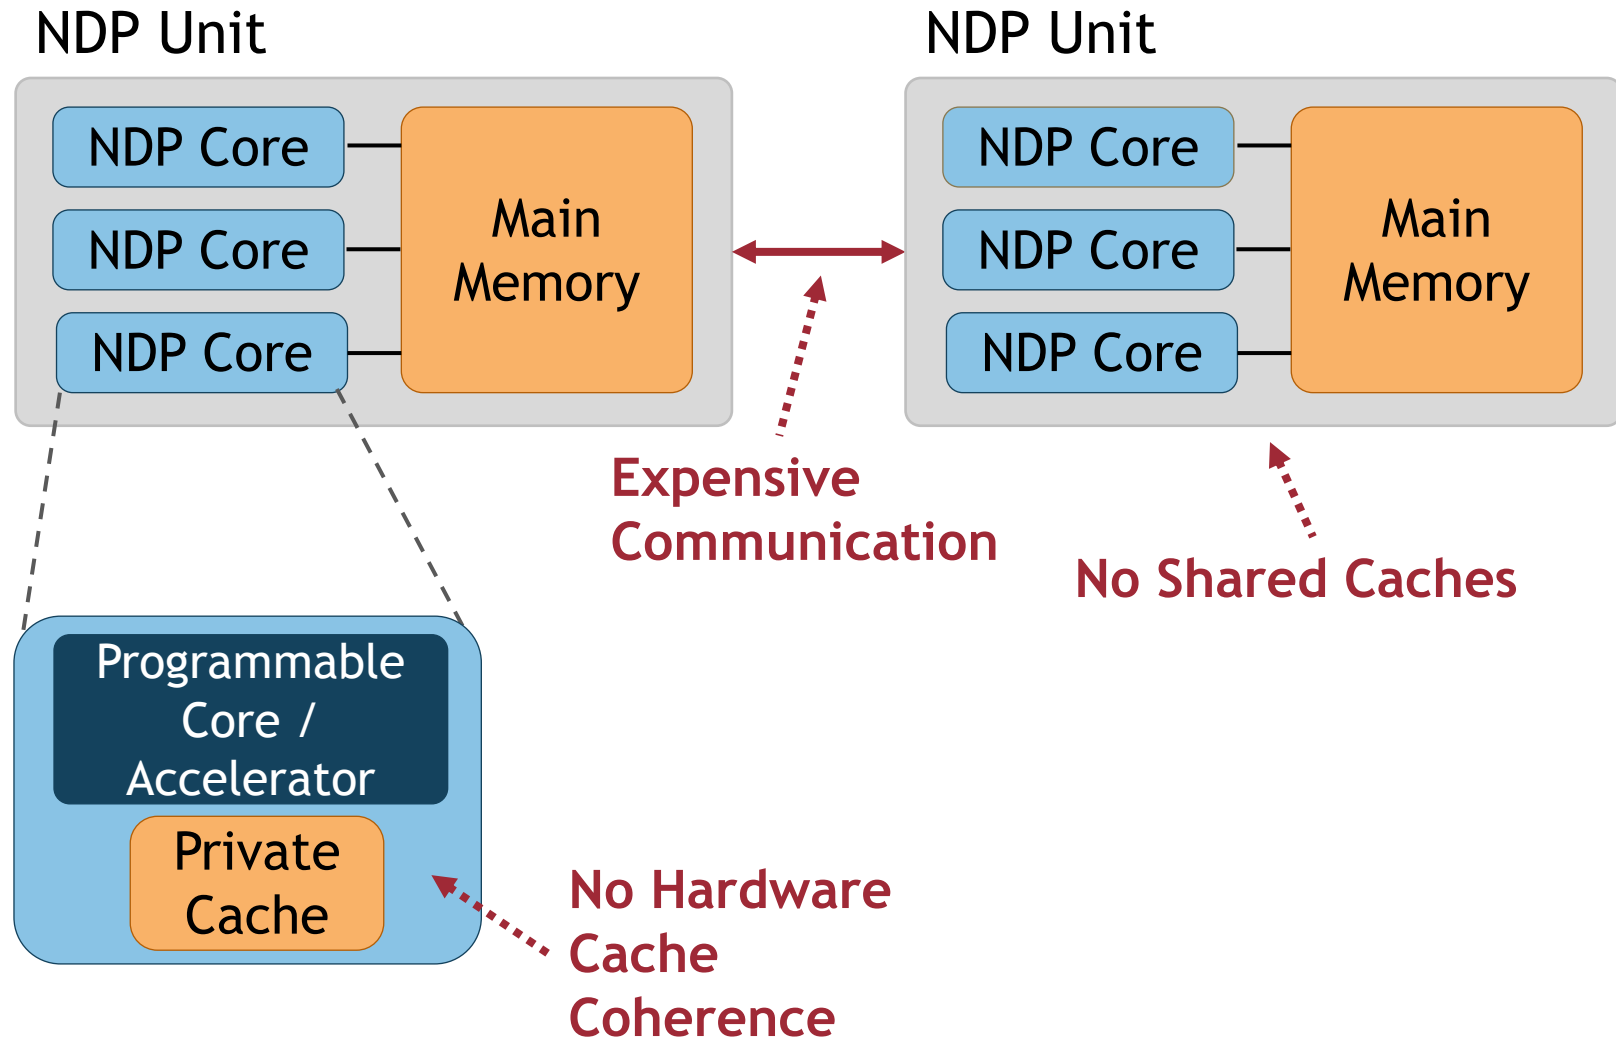 NDP Unit
NDP Core
NDP Core
NDP Core
Main
Memory
NDP Unit
NDP Core
NDP Core
NDP Core
Main
Memory
Expensive
Communication
No Shared Caches
Programmable
Core /
Accelerator
Private
Cache
No Hardware
Cache
Coherence